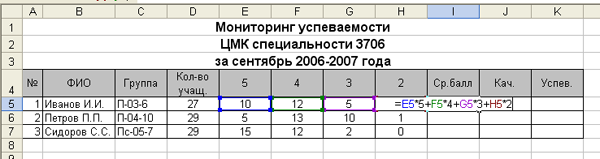 A B C D E F G H I J K
1 Мониторинг успеваемости
2 ЦМК специальности 3706
3 за сентябрь 2006-2007 года
4 № ФИО Группа Кол-во учащ. 5 4 3 2 Ср.балл Кач. Успев.
5 1 Иванов И.И. П-03-6 27 10 12 5 =E5*5+F5*4+G5*3+H5*2
6 2 Петров П.П. П-04-10 29 5 13 10 1
7 3 Сидоров С.С. Пс-05-7 29 15 12 2 0